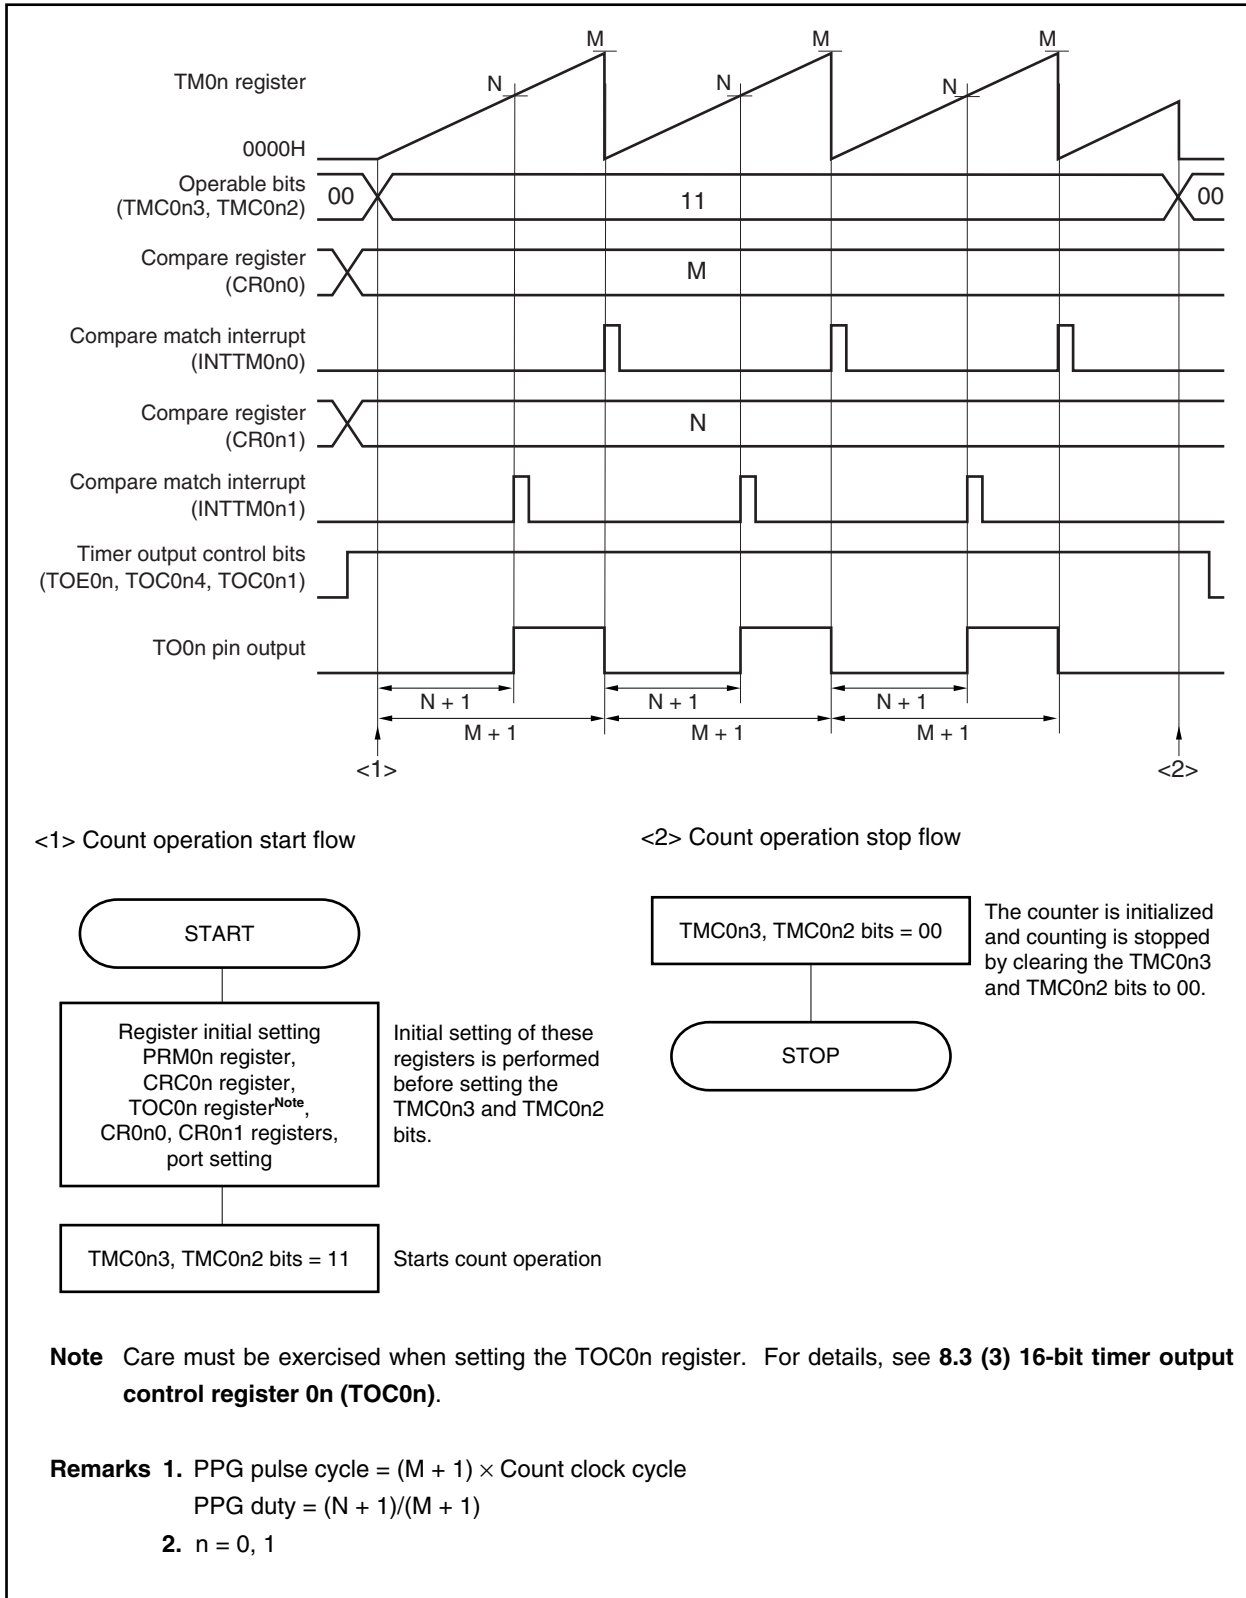 M M M
TM0n register
N N N
0000H
Operable bits
(TMC0n3, TMC0n2)
00 11 00
Compare register
(CR0n0)
M
Compare match interrupt
(INTTM0n0)
Compare register
(CR0n1)
N
Compare match interrupt
(INTTM0n1)
Timer output control bits
(TOE0n, TOC0n4, TOC0n1)
TO0n pin output
N + 1 N + 1 N + 1
M + 1 M + 1 M + 1
<1> <2>
<1> Count operation start flow
START
Register initial setting
PRM0n register,
CRC0n register,
TOC0n registerNote,
CR0n0, CR0n1 registers,
port setting
Initial setting of these
registers is performed
before setting the
TMC0n3 and TMC0n2
bits.
TMC0n3, TMC0n2 bits = 11
Starts count operation
<2> Count operation stop flow
TMC0n3, TMC0n2 bits = 00
The counter is initialized
and counting is stopped
by clearing the TMC0n3
and TMC0n2 bits to 00.
STOP
Note Care must be exercised when setting the TOC0n register. For details, see 8.3 (3) 16-bit timer output
control register 0n (TOC0n).
Remarks 1. PPG pulse cycle = (M + 1) × Count clock cycle
PPG duty = (N + 1)/(M + 1)
2. n = 0, 1